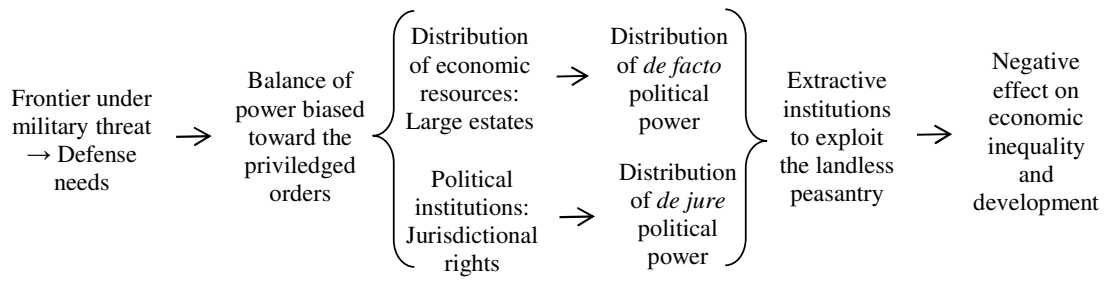 Frontier under
military threat
→ Defense
needs
Balance of
power biased
toward the
priviledged
orders
Distribution
of economic
resources:
Large estates
Distribution
of de facto
political
power
Political
institutions:
Jurisdictional
rights
Distribution
of de jure
political
power
Extractive
institutions
to exploit
the landless
peasantry
Negative
effect on
economic
inequality
and
development